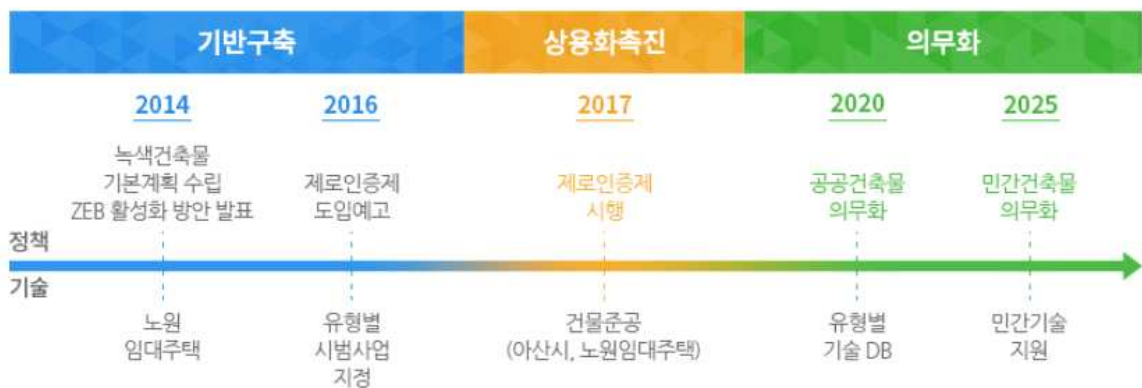 기반구축
상용화촉진
의무화
2014
2016
2017
2020
2025
녹색건축물
기본계획 수립
ZEB 활성화 방안 발표
제로인증제
도입예고
제로인증제
시행
공공건축물
의무화
민간건축물
의무화
정책
기술
노원
임대주택
유형별
시범사업
지정
건물준공
(아산시, 노원임대주택)
유형별
기술 DB
민간기술
지원